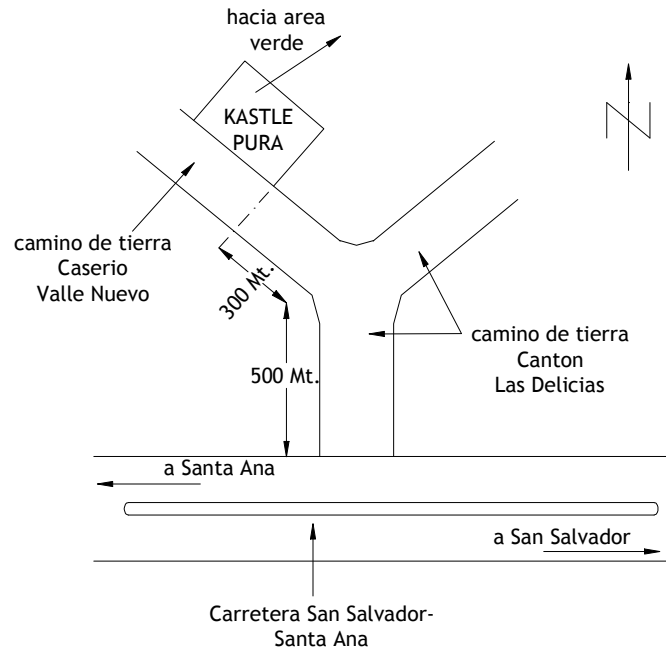 hacia area
verde
KASTLE
PURA
camino de tierra
Caserio
Valle Nuevo
300 Mt.
500 Mt.
camino de tierra
Canton
Las Delicias
a Santa Ana
a San Salvador
Carretera San Salvador-
Santa Ana